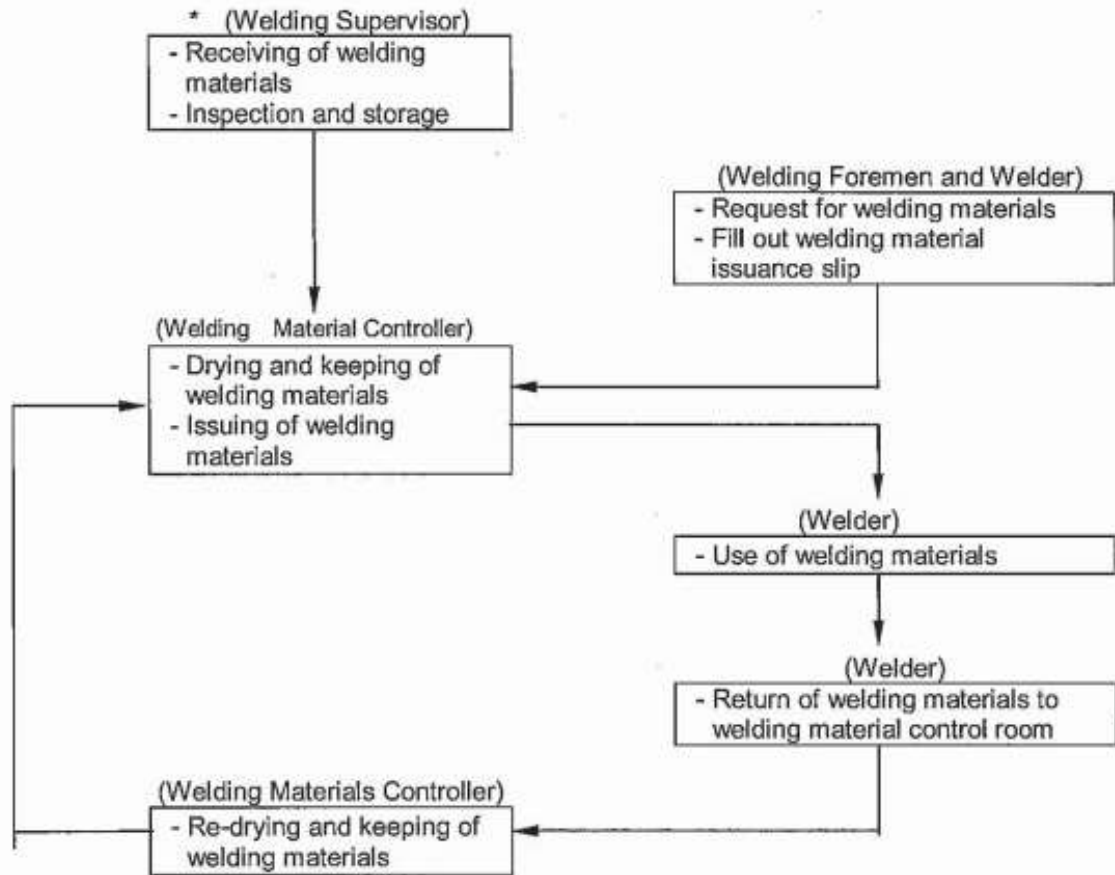 * (Welding Supervisor)
- Receiving of welding
materials
- Inspection and storage
(Welding Foremen and Welder)
- Request for welding materials
- Fill out welding material
issuance slip
(Welding Material Controller)
- Drying and keeping of
welding materials
- Issuing of welding
materials
(Welder)
- Use of welding materials
(Welder)
- Return of welding materials to
welding material control room
(Welding Materials Controller)
- Re-drying and keeping of
welding materials